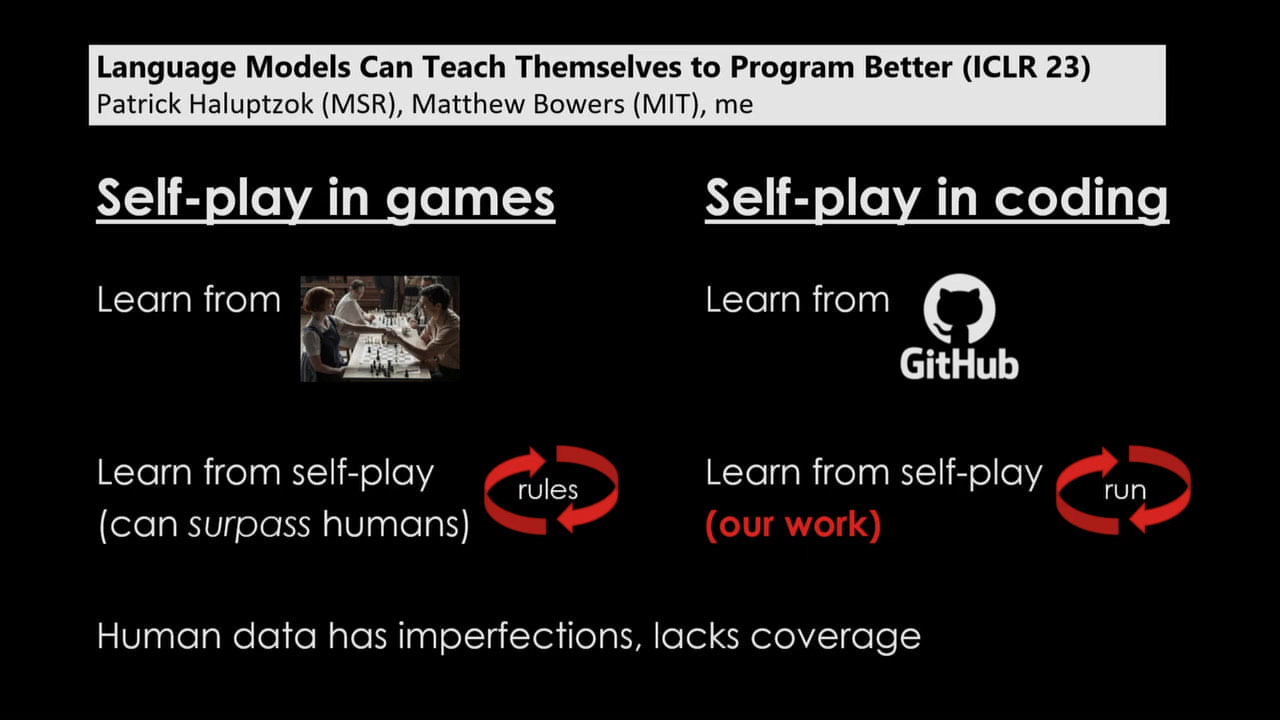 Language Models Can Teach Themselves to Program Better (ICLR 23)
Patrick Haluptzok (MSR), Matthew Bowers (MIT), me
Self-play in games
Learn from
Learn from self-play
(can surpass humans)
rules
Self-play in coding
Learn from
GitHub
Learn from self-play
(our work)
run
Human data has imperfections, lacks coverage